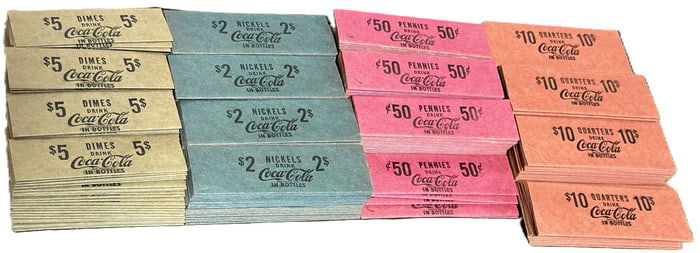 $5 DIMES 5$
DRINK
Coca-Cola
IN BOTTLES
$5 DIMES 5$
DRINK
Coca-Cola
IN BOTTLES
$5 DIMES 5$
DRINK
Coca-Cola
IN BOTTLES
$5 DIMES 5$
DRINK
Coca-Cola
IN BOTTLES
$2 NICKELS 2$
DRINK
Coca-Cola
IN BOTTLES
$2 NICKELS 2$
DRINK
Coca-Cola
IN BOTTLES
$2 NICKELS 2$
DRINK
Coca-Cola
IN BOTTLES
$2 NICKELS 2$
DRINK
Coca-Cola
IN BOTTLES
¢50 PENNIES 50¢
DRINK
Coca-Cola
IN BOTTLES
¢50 PENNIES 50¢
DRINK
Coca-Cola
IN BOTTLES
¢50 PENNIES 50¢
DRINK
Coca-Cola
IN BOTTLES
¢50 PENNIES 50¢
DRINK
Coca-Cola
IN BOTTLES
IN BOTTLES
IN BOTTLES
$10 QUARTERS 10$
DRINK
Coca-Cola
IN BOTTLES
$10 QUARTERS 10$
DRINK
Coca-Cola
IN BOTTLES
$10 QUARTERS 10$
DRINK
Coca-Cola
IN BOTTLES
$10 QUARTERS 10$
DRINK
Coca-Cola
IN BOTTLES